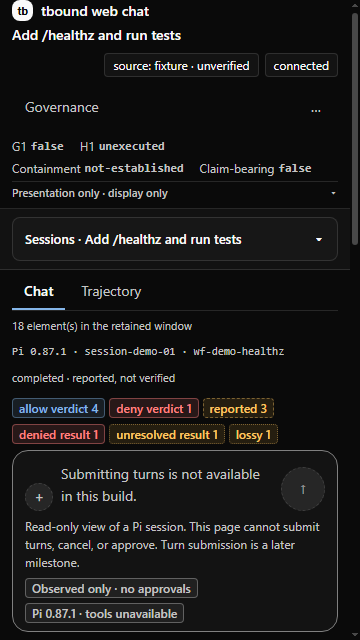 tb tbound web chat
Add /healthz and run tests
source: fixture · unverified connected
Governance ...
G1 false H1 unexecuted
Containment not-established Claim-bearing false
Presentation only · display only
Sessions · Add /healthz and run tests
Chat Trajectory
18 element(s) in the retained window
Pi 0.87.1 · session-demo-01 · wf-demo-healthz
completed · reported, not verified
allow verdict 4 deny verdict 1 reported 3
denied result 1 unresolved result 1 lossy 1
Submitting turns is not available
in this build.
+ ↑
Read-only view of a Pi session. This page cannot submit
turns, cancel, or approve. Turn submission is a later
milestone.
Observed only · no approvals
Pi 0.87.1 · tools unavailable